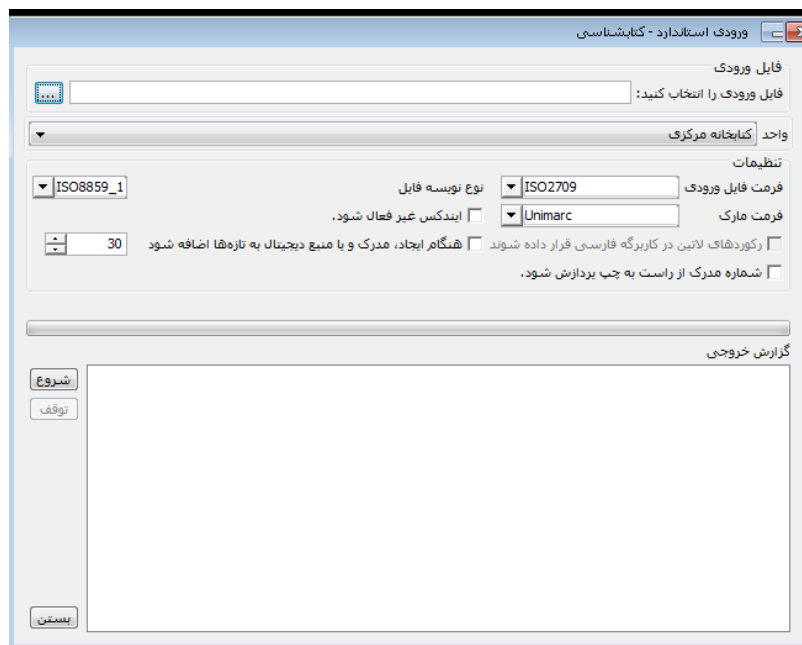 ورودی استاندارد - کتابشناسی
فایل ورودی
فایل ورودی را انتخاب کنید:
...
واحد کتابخانه مرکزی
تنظیمات
فرمت فایل ورودی ISO2709 نوع نویسه فایل ISO8859_1
فرمت مارک Unimarc ایندکس غیر فعال شود.
رکوردهای لاتین در کاربرگه فارسی قرار داده شوند هنگام ایجاد، مدرک و یا منبع دیجیتال به تازه‌ها اضافه شود 30
شماره مدرک از راست به چپ پردازش شود.
گزارش خروجی
شروع
توقف
بستن